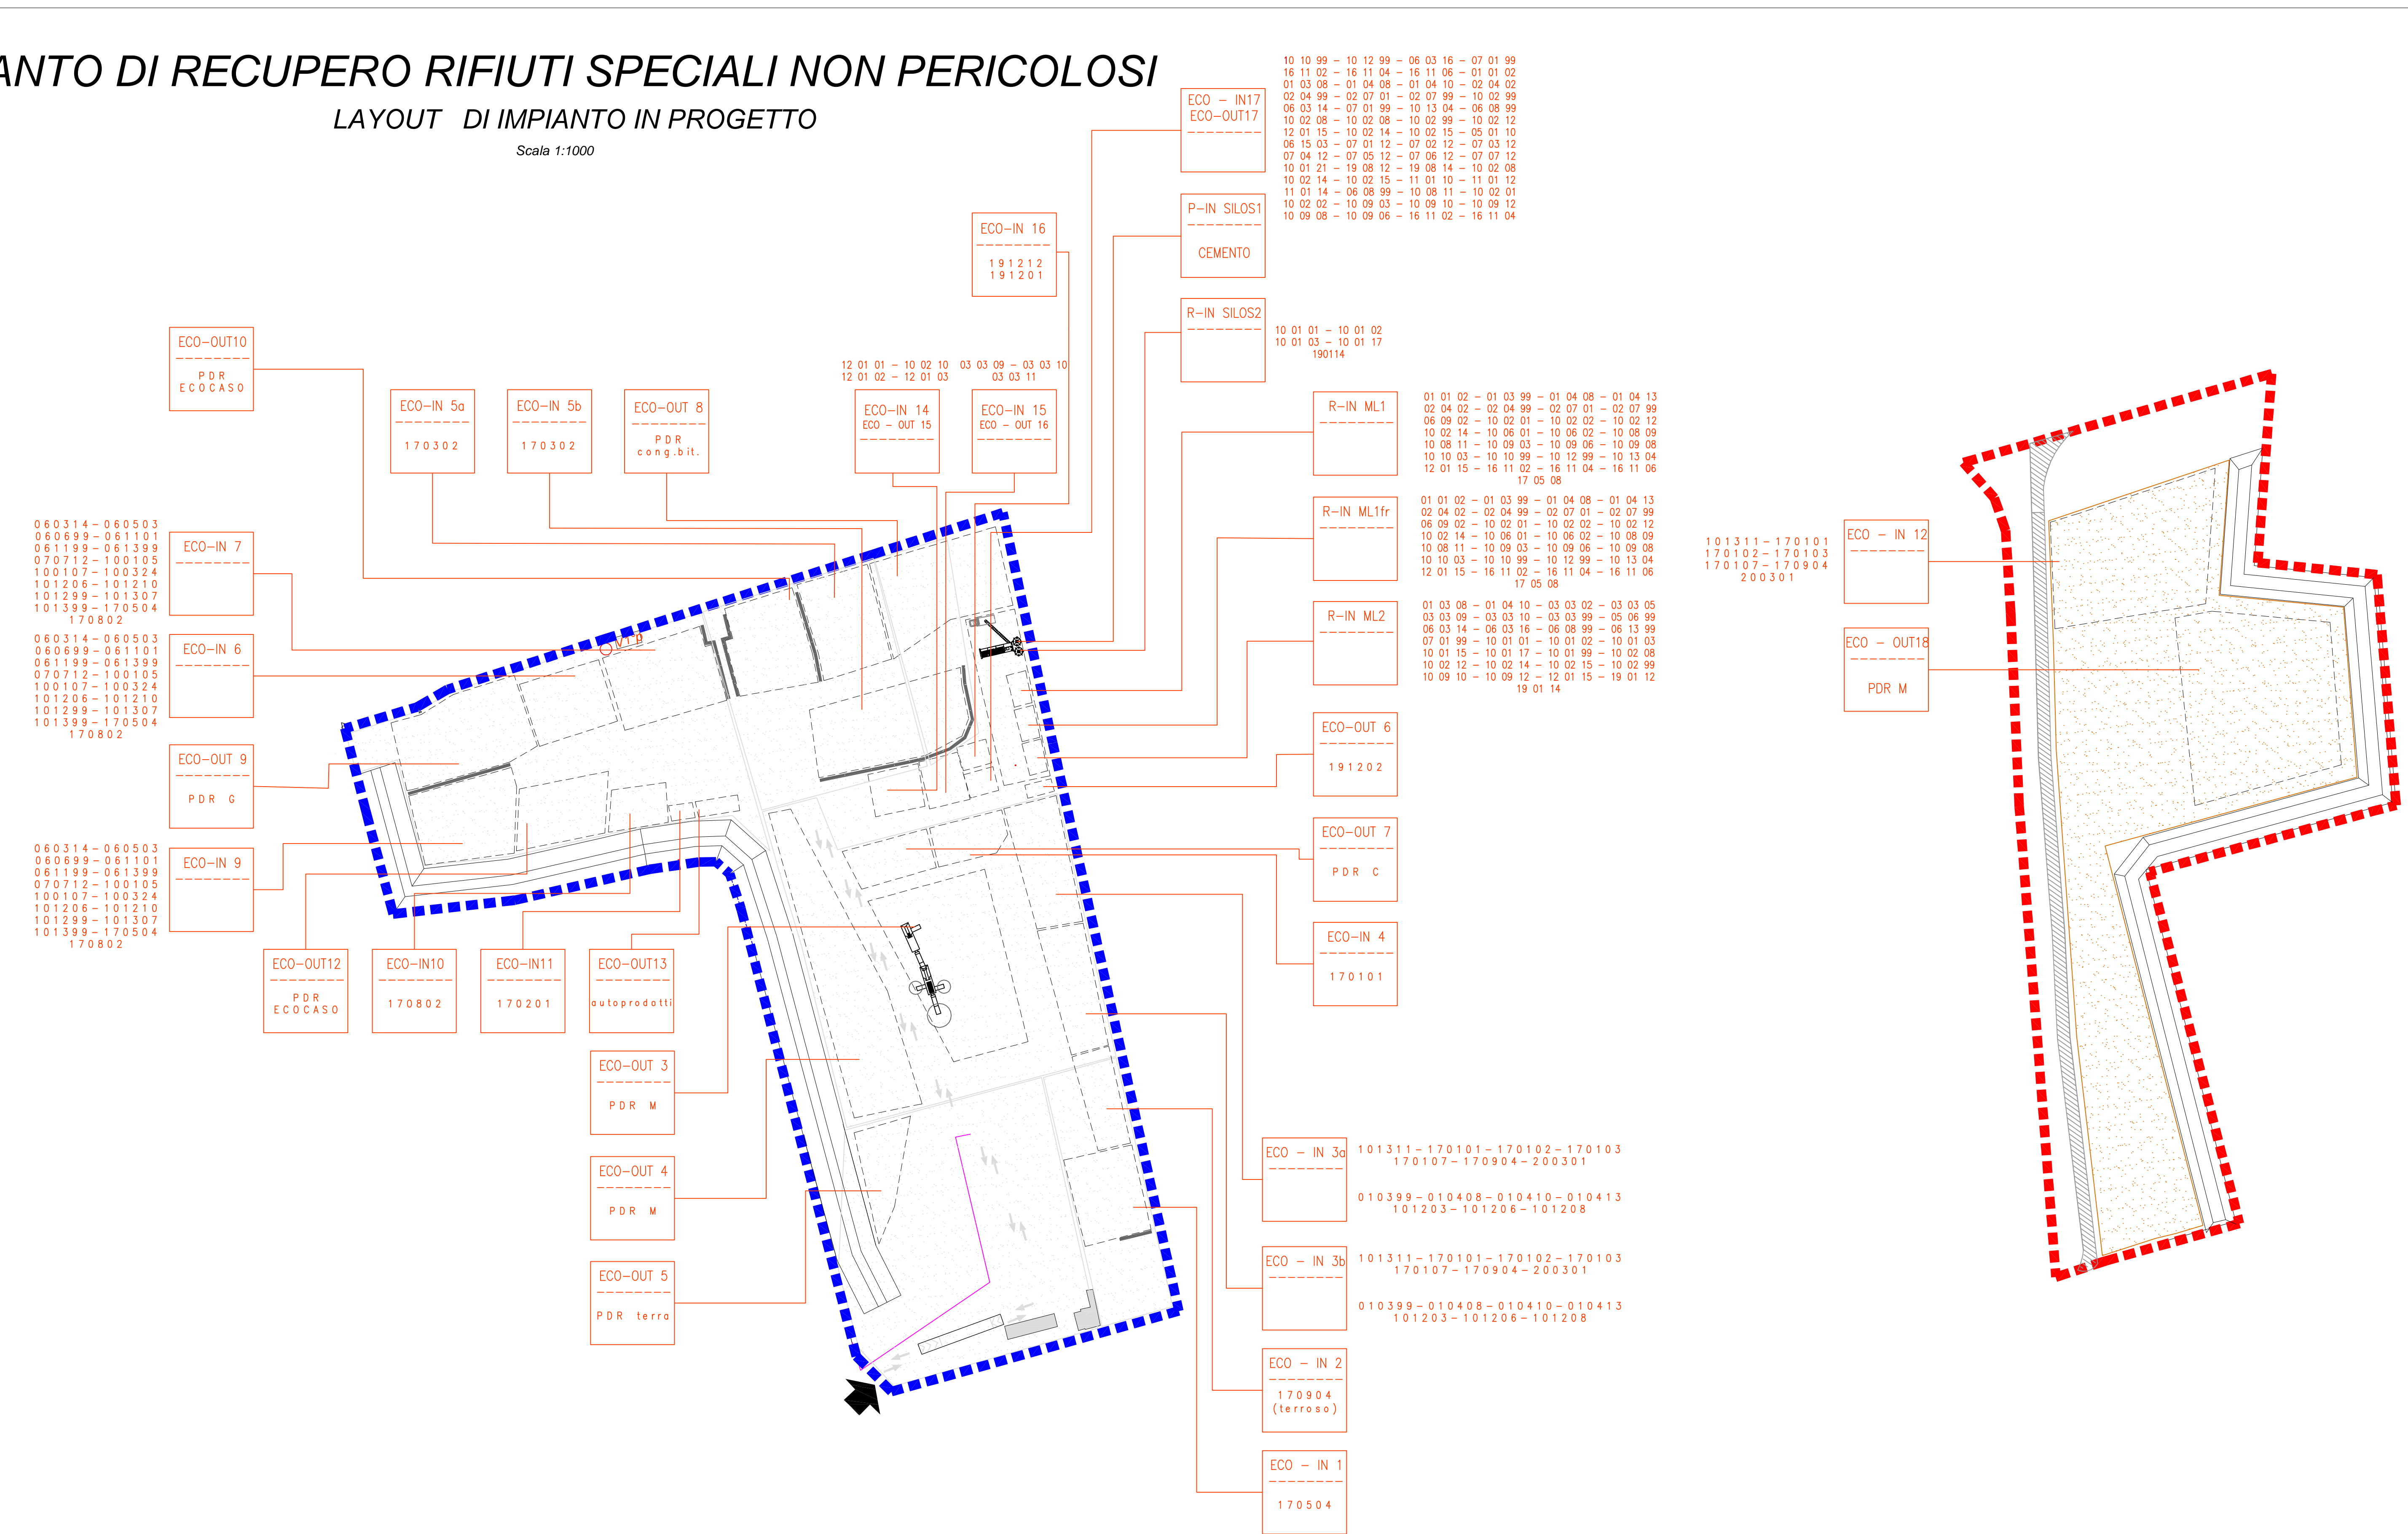 ANTO DI RECUPERO RIFIUTI SPECIALI NON PERICOLOSI
LAYOUT DI IMPIANTO IN PROGETTO
Scala 1:1000
ECO - IN17
ECO-OUT17
10 10 99 - 10 12 99 - 06 03 16 - 07 01 99
16 11 02 - 16 11 04 - 16 11 06 - 01 01 02
01 03 08 - 01 04 08 - 01 04 10 - 02 04 02
02 04 99 - 02 07 01 - 02 07 99 - 10 02 99
06 03 14 - 07 01 99 - 10 13 04 - 06 08 99
10 02 08 - 10 02 08 - 10 02 99 - 10 02 12
12 01 15 - 10 02 14 - 10 02 15 - 05 01 10
06 15 03 - 07 01 12 - 07 02 12 - 07 03 12
07 04 12 - 07 05 12 - 07 06 12 - 07 07 12
10 01 21 - 19 08 12 - 19 08 14 - 10 02 08
10 02 14 - 10 02 15 - 11 01 10 - 11 01 12
11 01 14 - 06 08 99 - 10 08 11 - 10 02 01
10 02 02 - 10 09 03 - 10 09 10 - 10 09 12
10 09 08 - 10 09 06 - 16 11 02 - 16 11 04
P-IN SILOS1
CEMENTO
ECO-IN 16
191212
191201
R-IN SILOS2
10 01 01 - 10 01 02
10 01 03 - 10 01 17
190114
ECO-OUT10
PDR
ECOCASO
ECO-IN 5a
170302
ECO-IN 5b
170302
ECO-OUT 8
PDR
cong.bit.
12 01 01 - 10 02 10
12 01 02 - 12 01 03
ECO-IN 14
ECO - OUT 15
03 03 09 - 03 03 10
03 03 11
ECO-IN 15
ECO - OUT 16
R-IN ML1
01 01 02 - 01 03 99 - 01 04 08 - 01 04 13
02 04 02 - 02 04 99 - 02 07 01 - 02 07 99
06 09 02 - 10 02 01 - 10 02 02 - 10 02 12
10 02 14 - 10 06 01 - 10 06 02 - 10 08 09
10 08 11 - 10 09 03 - 10 09 06 - 10 09 08
10 10 03 - 10 10 99 - 10 12 99 - 10 13 04
12 01 15 - 16 11 02 - 16 11 04 - 16 11 06
17 05 08
R-IN ML1fr
01 01 02 - 01 03 99 - 01 04 08 - 01 04 13
02 04 02 - 02 04 99 - 02 07 01 - 02 07 99
06 09 02 - 10 02 01 - 10 02 02 - 10 02 12
10 02 14 - 10 06 01 - 10 06 02 - 10 08 09
10 08 11 - 10 09 03 - 10 09 06 - 10 09 08
10 10 03 - 10 10 99 - 10 12 99 - 10 13 04
12 01 15 - 16 11 02 - 16 11 04 - 16 11 06
17 05 08
R-IN ML2
01 03 08 - 01 04 10 - 03 03 02 - 03 03 05
03 03 09 - 03 03 10 - 03 03 99 - 05 06 99
06 03 14 - 06 03 16 - 06 08 99 - 06 13 99
07 01 99 - 10 01 01 - 10 01 02 - 10 01 03
10 01 15 - 10 01 17 - 10 01 99 - 10 02 08
10 02 12 - 10 02 14 - 10 02 15 - 10 02 99
10 09 10 - 10 09 12 - 12 01 15 - 19 01 12
19 01 14
060314-060503
060699-061101
061199-061399
070712-100105
100107-100324
101206-101210
101299-101307
101399-170504
170802
ECO-IN 7
060314-060503
060699-061101
061199-061399
070712-100105
100107-100324
101206-101210
101299-101307
101399-170504
170802
ECO-IN 6
ECO-OUT 9
PDR G
060314-060503
060699-061101
061199-061399
070712-100105
100107-100324
101206-101210
101299-101307
101399-170504
170802
ECO-IN 9
ECO-OUT 6
191202
ECO-OUT 7
PDR C
ECO-IN 4
170101
ECO-OUT12
PDR
ECOCASO
ECO-IN10
170802
ECO-IN11
170201
ECO-OUT13
autoprodotti
ECO-OUT 3
PDR M
ECO-OUT 4
PDR M
ECO-OUT 5
PDR terra
ECO - IN 3a
101311-170101-170102-170103
170107-170904-200301
010399-010408-010410-010413
101203-101206-101208
ECO - IN 3b
101311-170101-170102-170103
170107-170904-200301
010399-010408-010410-010413
101203-101206-101208
ECO - IN 2
170904
(terroso)
ECO - IN 1
170504
101311-170101
170102-170103
170107-170904
200301
ECO - IN 12
ECO - OUT18
PDR M